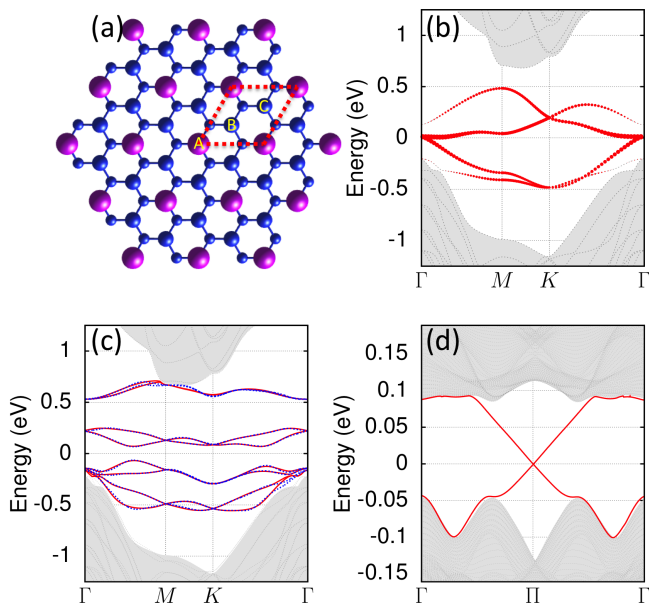 (a)
A
B
C
(b)
Energy (eV)
1
0.5
0
-0.5
-1
Γ
M
K
Γ
(c)
Energy (eV)
1
0.5
0
-0.5
-1
Γ
M
K
Γ
(d)
Energy (eV)
0.15
0.1
0.05
0
-0.05
-0.1
-0.15
Γ
Π
Γ